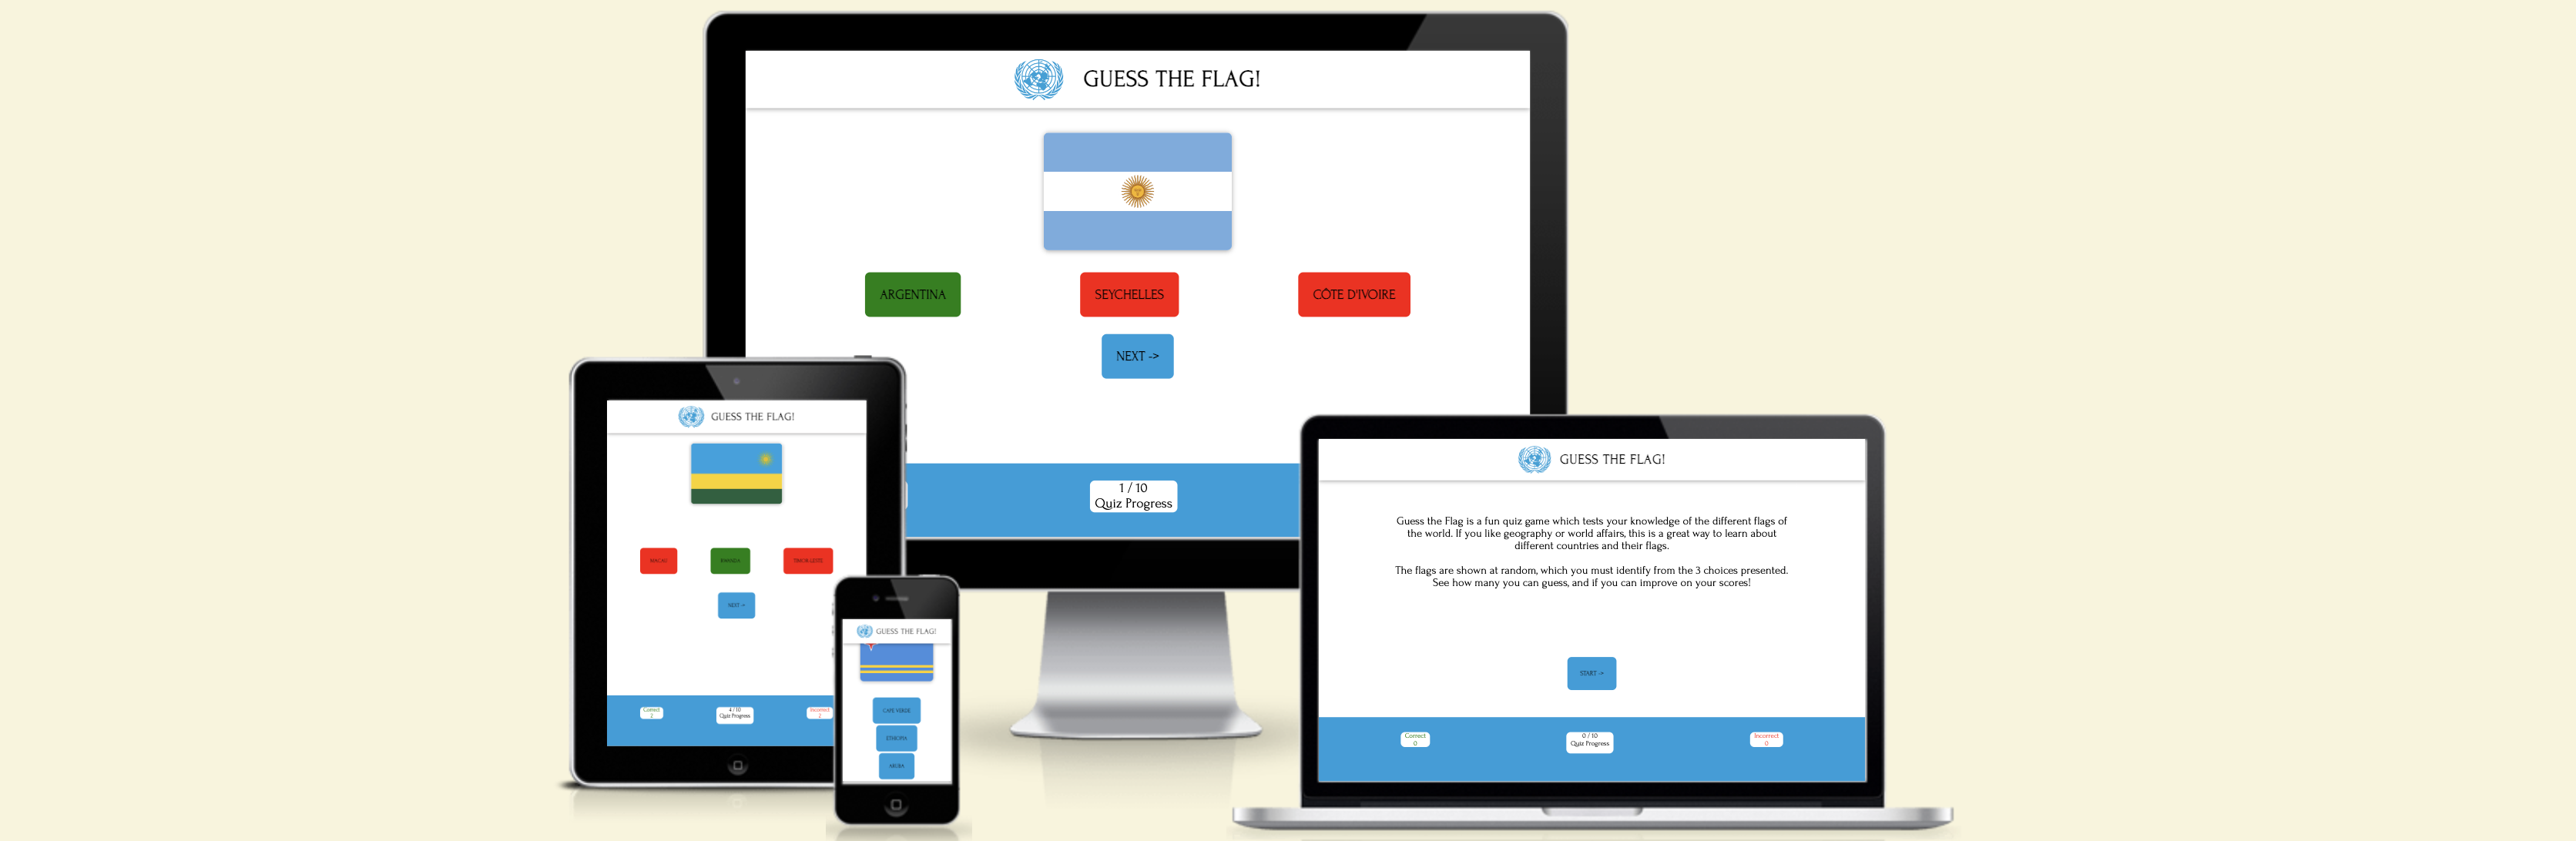 GUESS THE FLAG!
ARGENTINA
SEYCHELLES
CÔTE D'IVOIRE
NEXT ->
1 / 10
Quiz Progress
GUESS THE FLAG!
NEXT ->
Correct
2
4 / 10
Quiz Progress
Incorrect
2
GUESS THE FLAG!
CAPE VERDE
ETHIOPIA
ARUBA
GUESS THE FLAG!
Guess the Flag is a fun quiz game which tests your knowledge of the different flags of
the world. If you like geography or world affairs, this is a great way to learn about
different countries and their flags.
The flags are shown at random, which you must identify from the 3 choices presented.
See how many you can guess, and if you can improve on your scores!
START ->
Correct
0
0 / 10
Quiz Progress
Incorrect
0